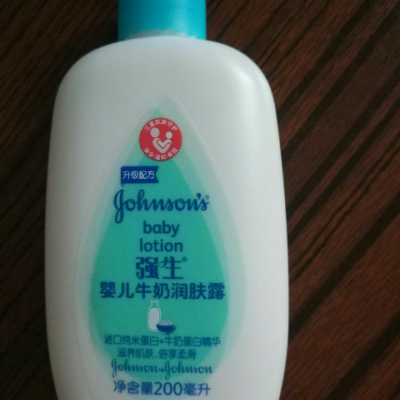 升级配方
Johnson's®
baby
lotion
强生®
婴儿牛奶润肤露
进口纯米蛋白+牛奶蛋白精华
滋养肌肤,倍享柔滑
Johnson & Johnson
净含量200毫升